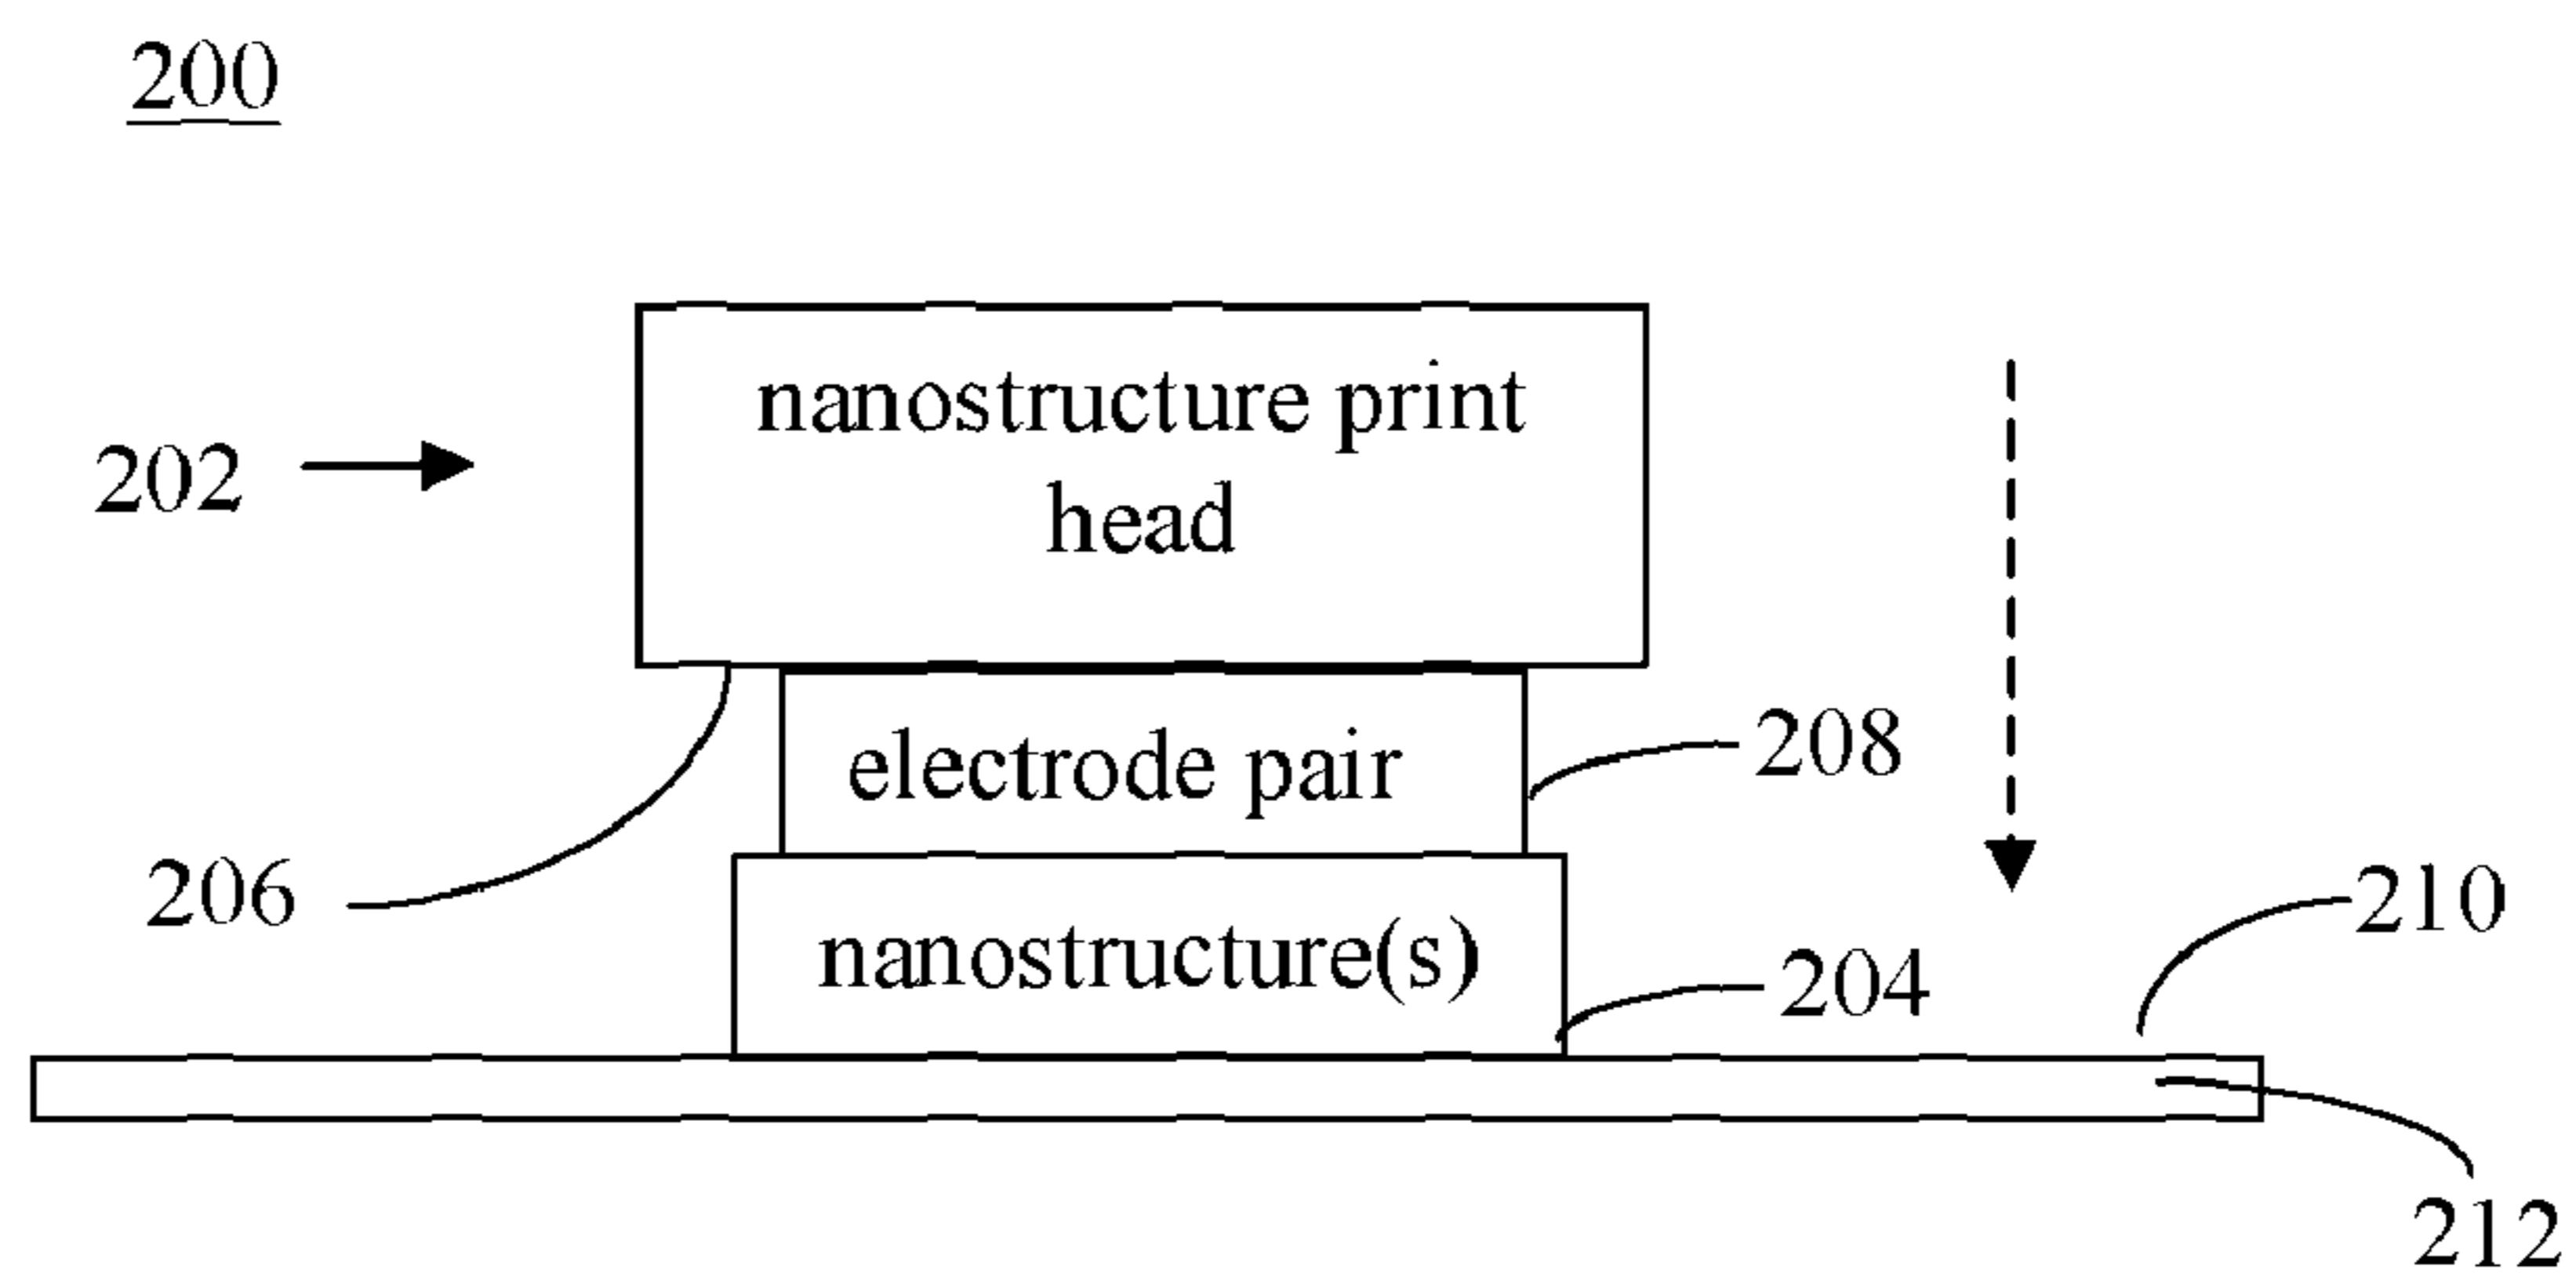 200
nanostructure print
head
202
electrode pair
208
206
nanostructure(s)
204
210
212